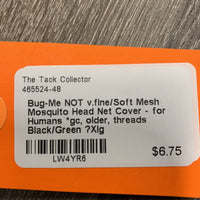 The Tack Collector
465524-48
Bug-Me NOT v.fine/Soft Mesh
Mosquito Head Net Cover - for
Humans *gc, older, threads
Black/Green ?Xlg
LW4YR6
$6.75